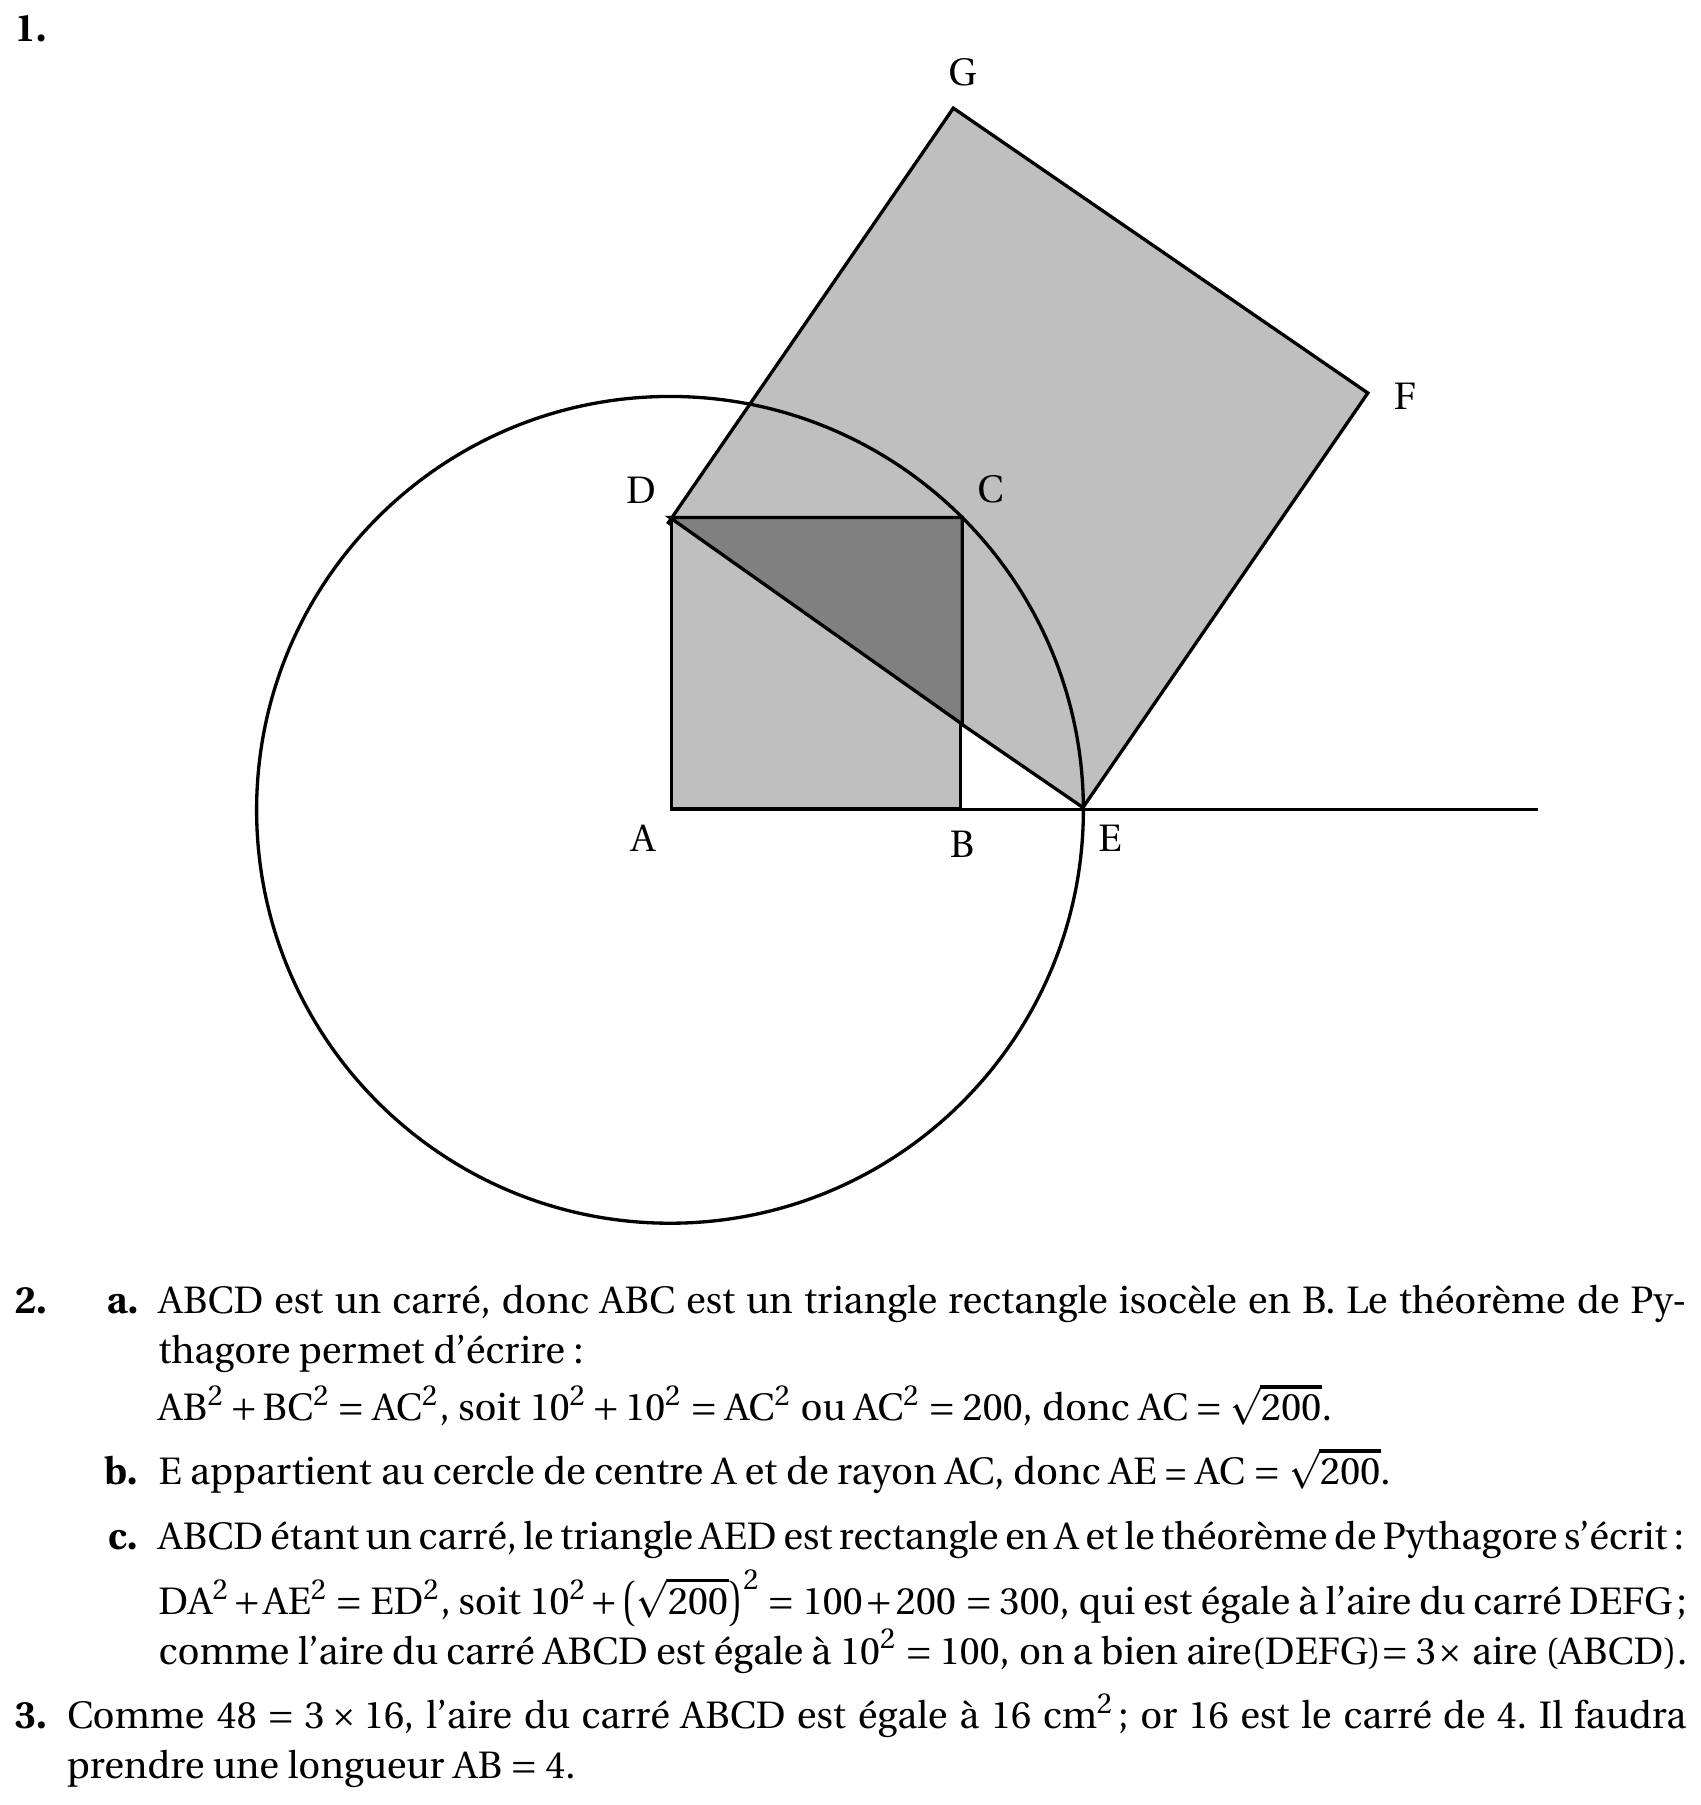 1.
G
F
D
C
A
B
E
2. a. ABCD est un carré, donc ABC est un triangle rectangle isocèle en B. Le théorème de Py-
thagore permet d'écrire :
AB² + BC² = AC², soit 10² + 10² = AC² ou AC² = 200, donc AC = √200.
b. E appartient au cercle de centre A et de rayon AC, donc AE = AC = √200.
c. ABCD étant un carré, le triangle AED est rectangle en A et le théorème de Pythagore s'écrit :
DA² + AE² = ED², soit 10² + (√200)² = 100 + 200 = 300, qui est égale à l'aire du carré DEFG ;
comme l'aire du carré ABCD est égale à 10² = 100, on a bien aire(DEFG)= 3× aire (ABCD).
3. Comme 48 = 3 × 16, l'aire du carré ABCD est égale à 16 cm² ; or 16 est le carré de 4. Il faudra
prendre une longueur AB = 4.